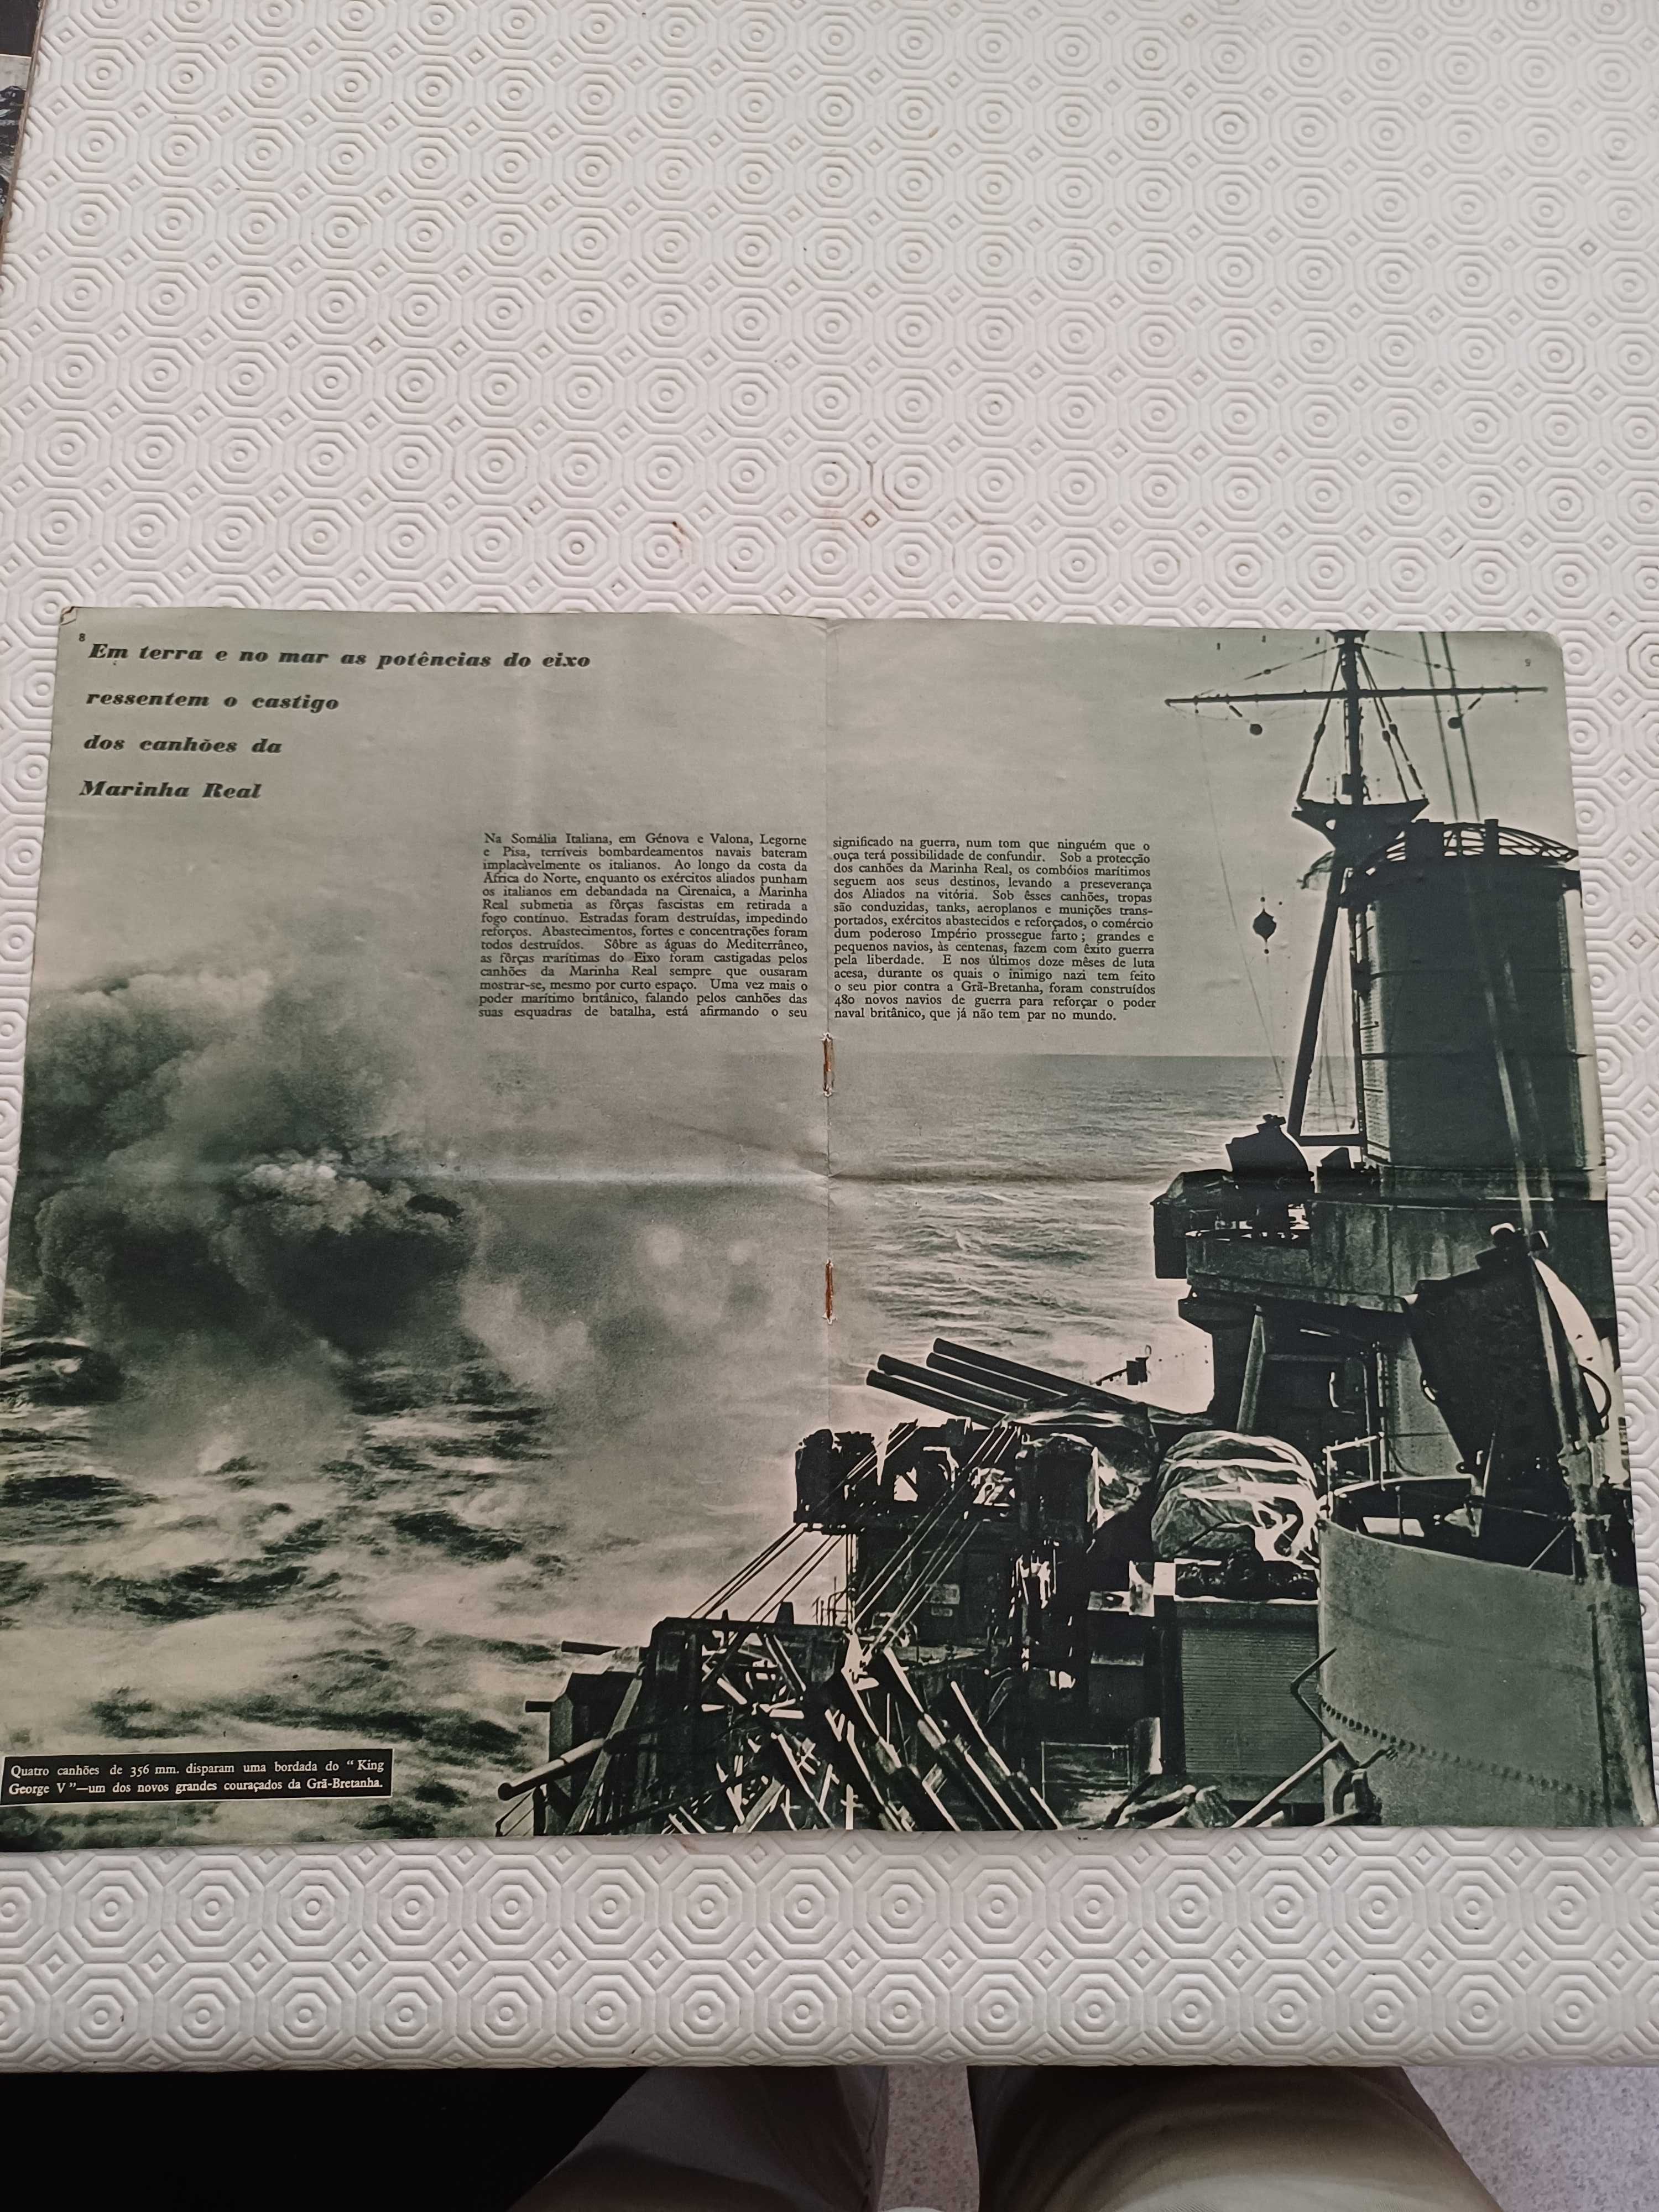 8
Em terra e no mar as potências do eixo
ressentem o castigo
dos canhões da
Marinha Real
Na Somália Italiana, em Génova e Valona, Legorne
e Pisa, terríveis bombardeamentos navais bateram
implacàvelmente os italianos. Ao longo da costa da
África do Norte, enquanto os exércitos aliados punham
os italianos em debandada na Cirenaica, a Marinha
Real submetia as fôrças fascistas em retirada a
fogo contínuo. Estradas foram destruídas, impedindo
reforços. Abastecimentos, fortes e concentrações foram
todos destruídos. Sôbre as águas do Mediterrâneo,
as fôrças marítimas do Eixo foram castigadas pelos
canhões da Marinha Real sempre que ousaram
mostrar-se, mesmo por curto espaço. Uma vez mais o
poder marítimo britânico, falando pelos canhões das
suas esquadras de batalha, está afirmando o seu
significado na guerra, num tom que ninguém que o
ouça terá possibilidade de confundir. Sob a protecção
dos canhões da Marinha Real, os combóios marítimos
seguem aos seus destinos, levando a preseverança
dos Aliados na vitória. Sob êsses canhões, tropas
são conduzidas, tanks, aeroplanos e munições trans-
portados, exércitos abastecidos e reforçados, o comércio
dum poderoso Império prossegue farto; grandes e
pequenos navios, às centenas, fazem com êxito guerra
pela liberdade. E nos últimos doze mêses de luta
acesa, durante os quais o inimigo nazi tem feito
o seu pior contra a Grã-Bretanha, foram construídos
480 novos navios de guerra para reforçar o poder
naval britânico, que já não tem par no mundo.
Quatro canhões de 356 mm. disparam uma bordada do "King
George V"—um dos novos grandes couraçados da Grã-Bretanha.